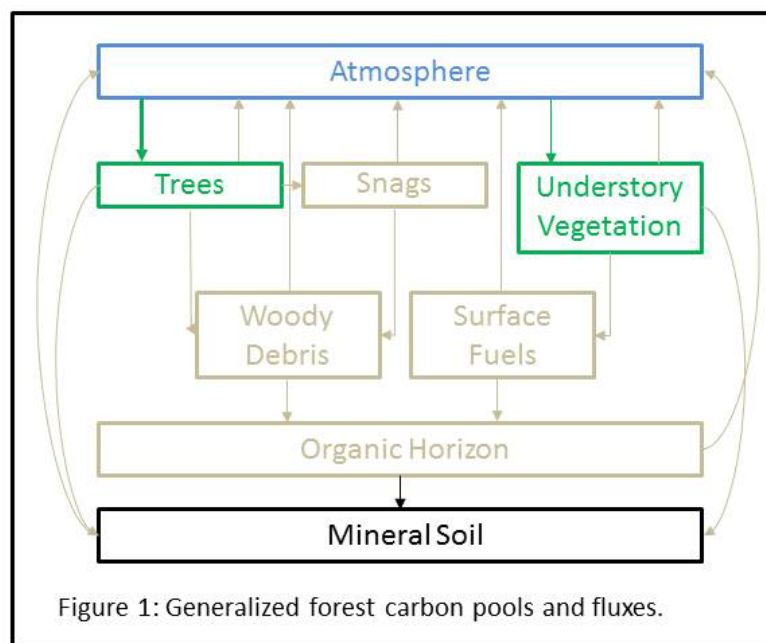 Atmosphere
Trees
Snags
Understory
Vegetation
Woody
Debris
Surface
Fuels
Organic Horizon
Mineral Soil
Figure 1: Generalized forest carbon pools and fluxes.